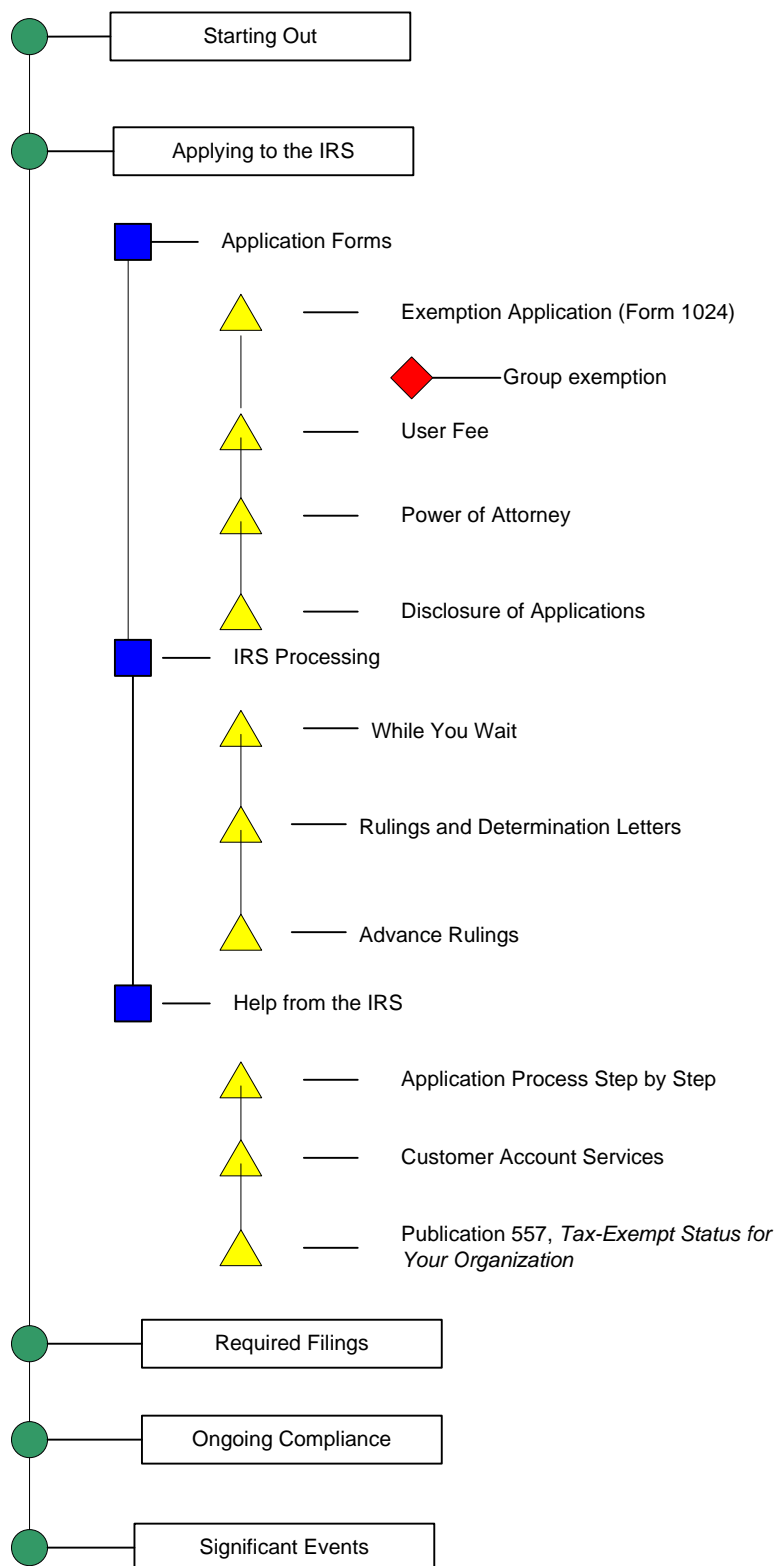 Starting Out
Applying to the IRS
Application Forms
Exemption Application (Form 1024)
Group exemption
User Fee
Power of Attorney
Disclosure of Applications
IRS Processing
While You Wait
Rulings and Determination Letters
Advance Rulings
Help from the IRS
Application Process Step by Step
Customer Account Services
Publication 557, Tax-Exempt Status for
Your Organization
Required Filings
Ongoing Compliance
Significant Events